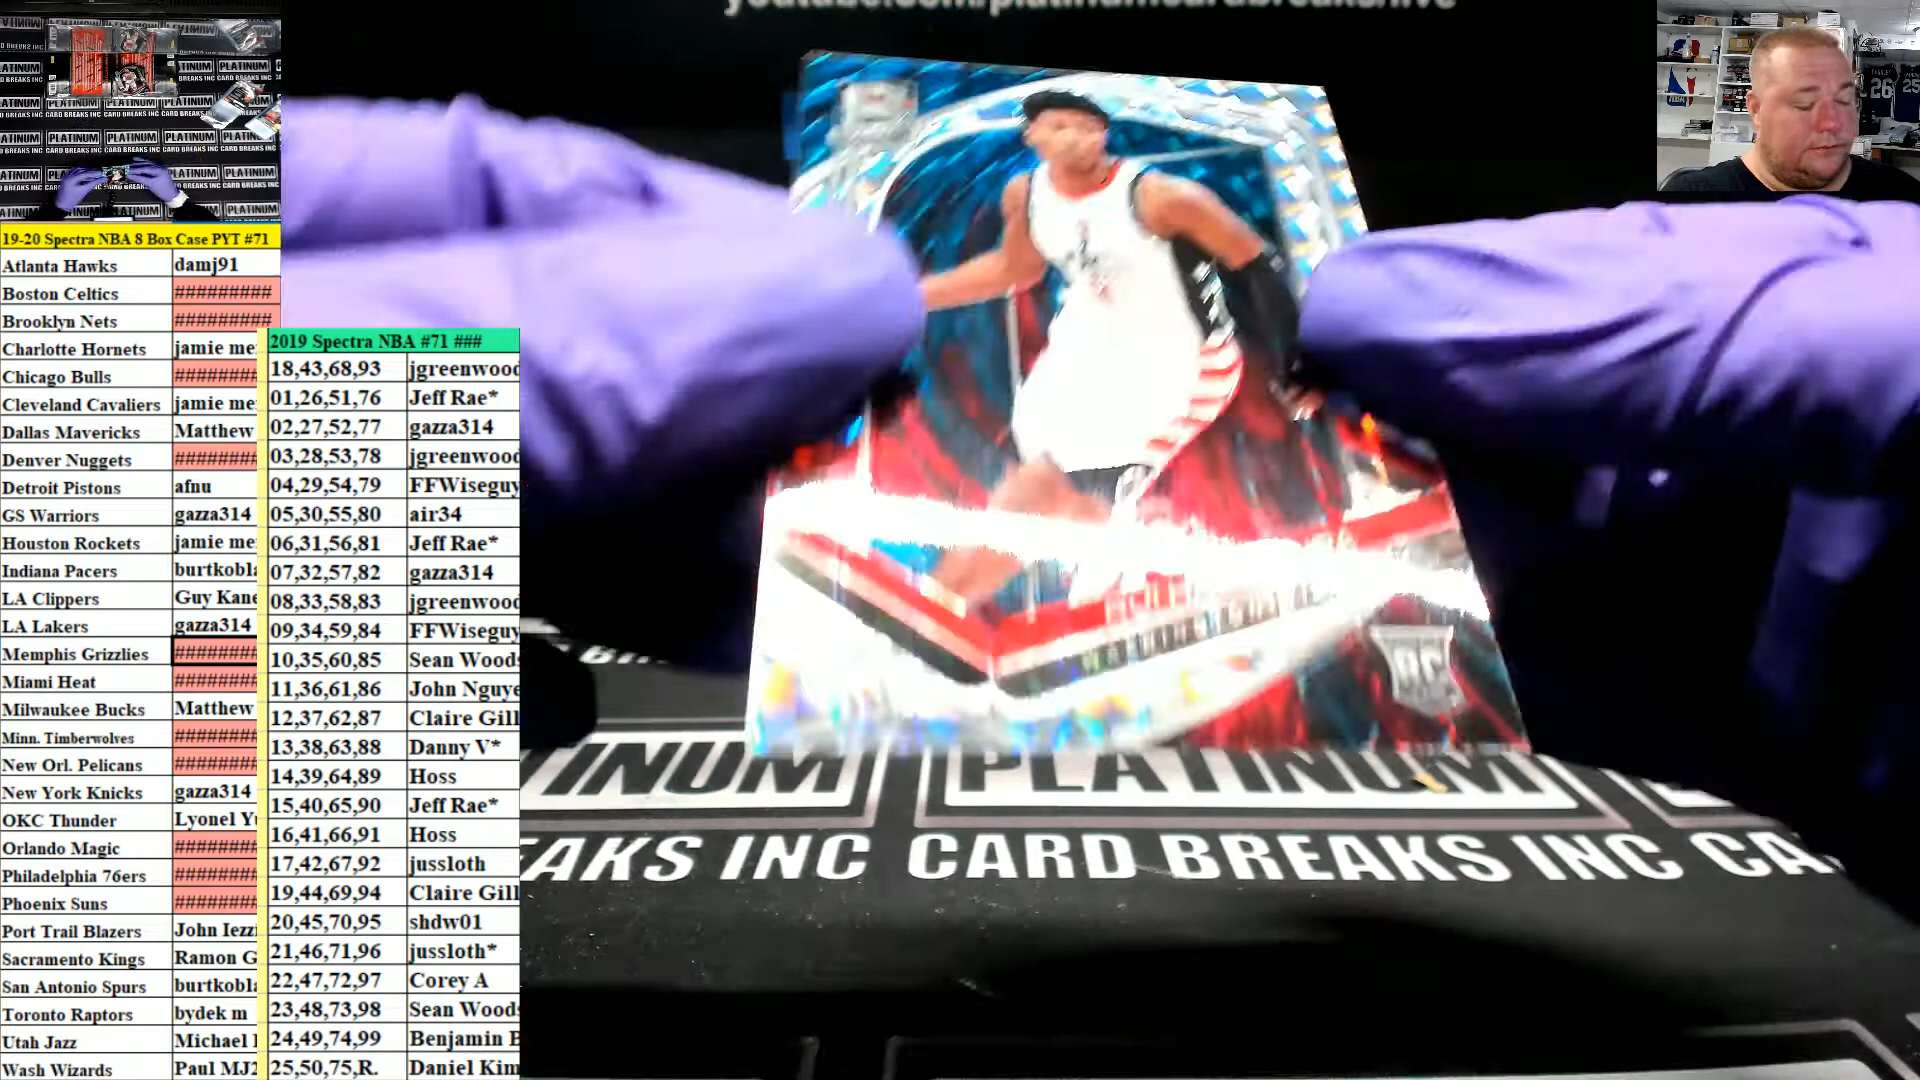 youtube.com/platinumcardbreaks/live
19-20 Spectra NBA 8 Box Case PYT #71
Atlanta Hawks damj91
Boston Celtics #########
Brooklyn Nets #########
Charlotte Hornets jamie me
Chicago Bulls ########
Cleveland Cavaliers jamie me
Dallas Mavericks Matthew
Denver Nuggets ########
Detroit Pistons afnu
GS Warriors gazza314
Houston Rockets jamie me
Indiana Pacers burtkobla
LA Clippers Guy Kane
LA Lakers gazza314
Memphis Grizzlies ########
Miami Heat ########
Milwaukee Bucks Matthew
Minn. Timberwolves ########
New Orl. Pelicans ########
New York Knicks gazza314
OKC Thunder Lyonel Y
Orlando Magic ########
Philadelphia 76ers ########
Phoenix Suns ########
Port Trail Blazers John Iezz
Sacramento Kings Ramon G
San Antonio Spurs burtkobla
Toronto Raptors bydek m
Utah Jazz Michael
Wash Wizards Paul MJ2
2019 Spectra NBA #71 ###
18,43,68,93 jgreenwood
01,26,51,76 Jeff Rae*
02,27,52,77 gazza314
03,28,53,78 jgreenwood
04,29,54,79 FFWiseguy
05,30,55,80 air34
06,31,56,81 Jeff Rae*
07,32,57,82 gazza314
08,33,58,83 jgreenwood
09,34,59,84 FFWiseguy
10,35,60,85 Sean Woods
11,36,61,86 John Nguye
12,37,62,87 Claire Gill
13,38,63,88 Danny V*
14,39,64,89 Hoss
15,40,65,90 Jeff Rae*
16,41,66,91 Hoss
17,42,67,92 jussloth
19,44,69,94 Claire Gill
20,45,70,95 shdw01
21,46,71,96 jussloth*
22,47,72,97 Corey A
23,48,73,98 Sean Woods
24,49,74,99 Benjamin B
25,50,75,R. Daniel Kim
INUM PLATINUM
EAKS INC CARD BREAKS INC CA